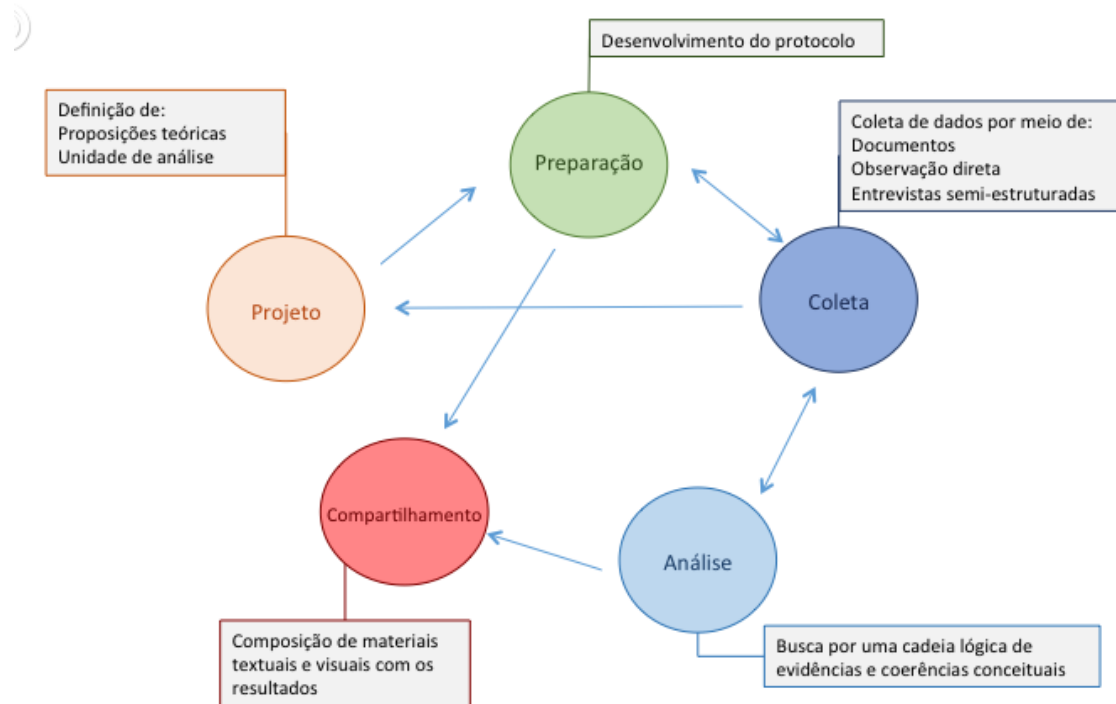 Desenvolvimento do protocolo
Definição de:
Proposições teóricas
Unidade de análise
Coleta de dados por meio de:
Documentos
Observação direta
Entrevistas semi-estruturadas
Preparação
Projeto
Coleta
Compartilhamento
Análise
Composição de materiais
textuais e visuais com os
resultados
Busca por uma cadeia lógica de
evidências e coerências conceituais